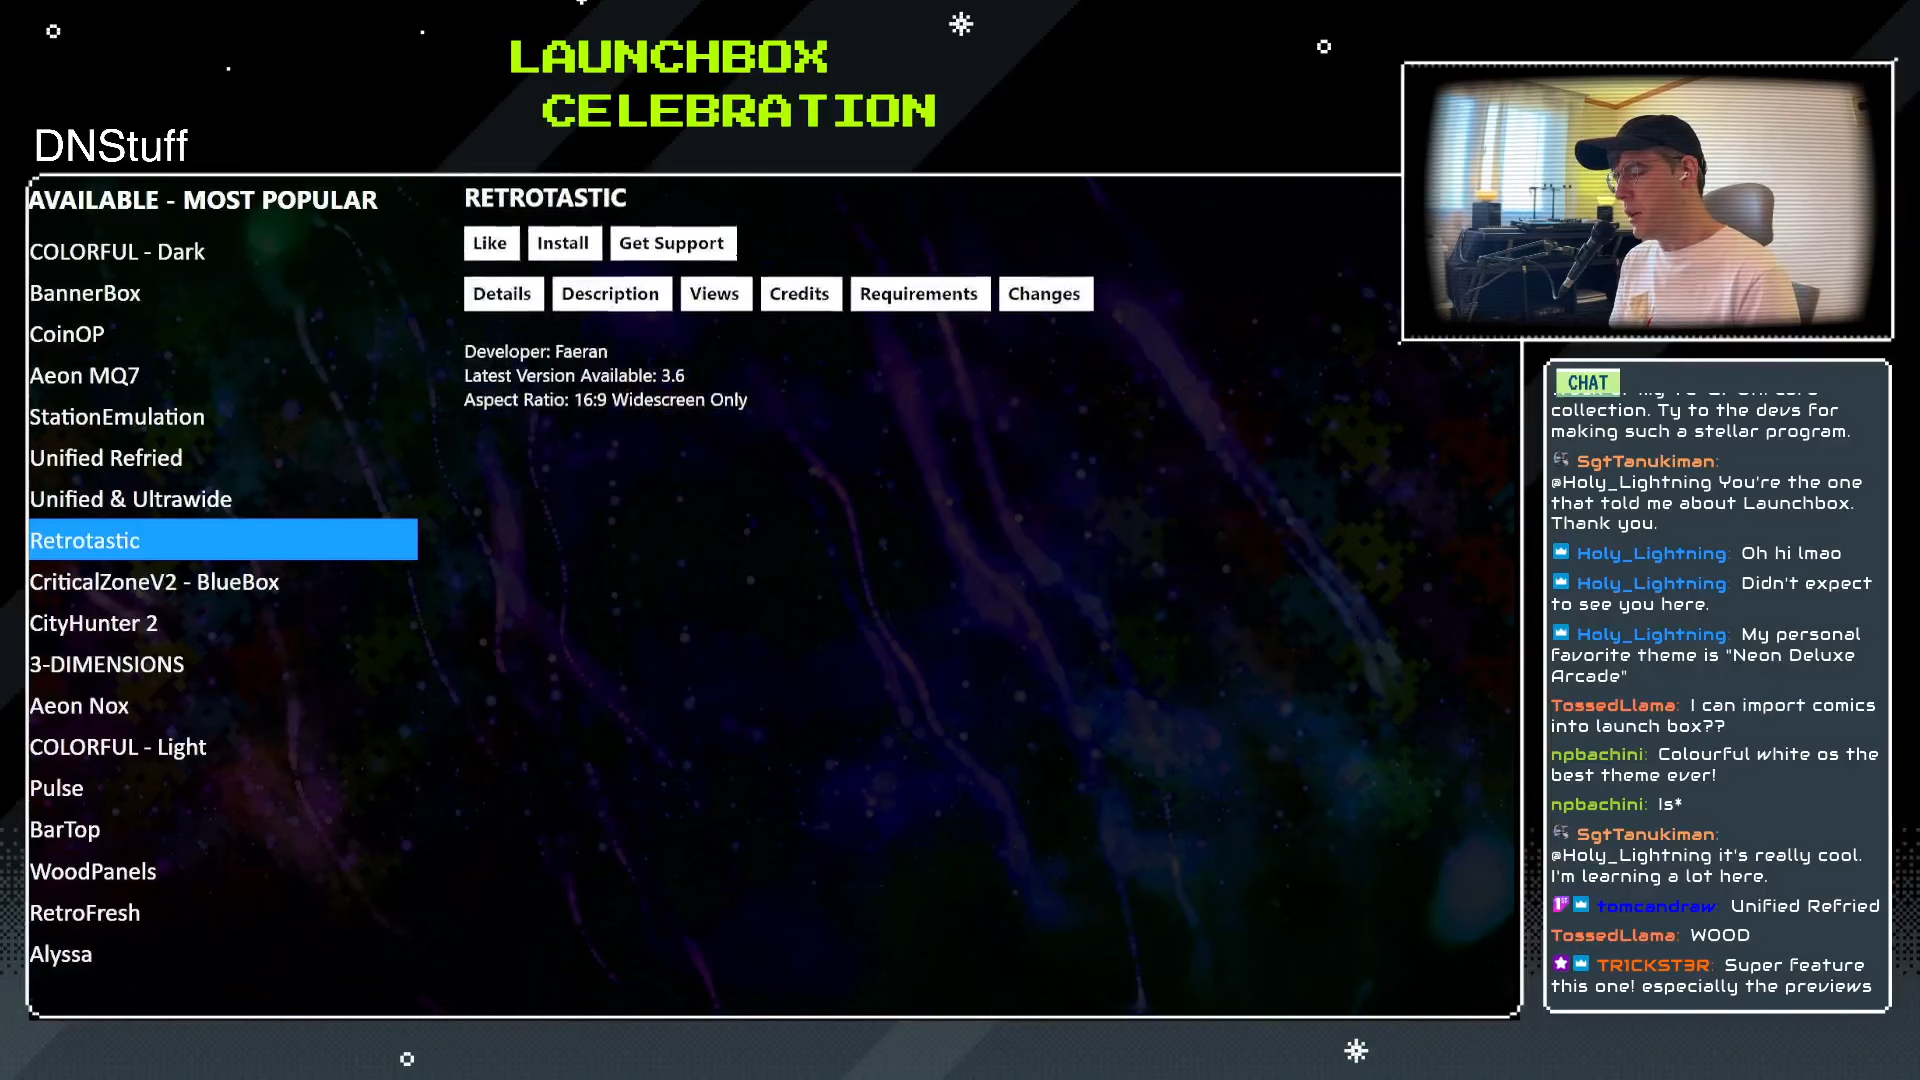 LAUNCHBOX
CELEBRATION
DNStuff
AVAILABLE - MOST POPULAR
COLORFUL - Dark
BannerBox
CoinOP
Aeon MQ7
StationEmulation
Unified Refried
Unified & Ultrawide
Retrotastic
CriticalZoneV2 - BlueBox
CityHunter 2
3-DIMENSIONS
Aeon Nox
COLORFUL - Light
Pulse
BarTop
WoodPanels
RetroFresh
Alyssa
RETROTASTIC
Like Install Get Support
Details Description Views Credits Requirements Changes
Developer: Faeran
Latest Version Available: 3.6
Aspect Ratio: 16:9 Widescreen Only
CHAT
collection. Ty to the devs for
making such a stellar program.
SgtTanukiman:
@Holy_Lightning You're the one
that told me about Launchbox.
Thank you.
Holy_Lightning: Oh hi lmao
Holy_Lightning: Didn't expect
to see you here.
Holy_Lightning: My personal
favorite theme is "Neon Deluxe
Arcade"
TossedLlama: I can import comics
into launch box??
npbachini: Colourful white os the
best theme ever!
npbachini: Is*
SgtTanukiman:
@Holy_Lightning it's really cool.
I'm learning a lot here.
tomcandraw: Unified Refried
TossedLlama: WOOD
TR1CKST3R: Super feature
this one! especially the previews